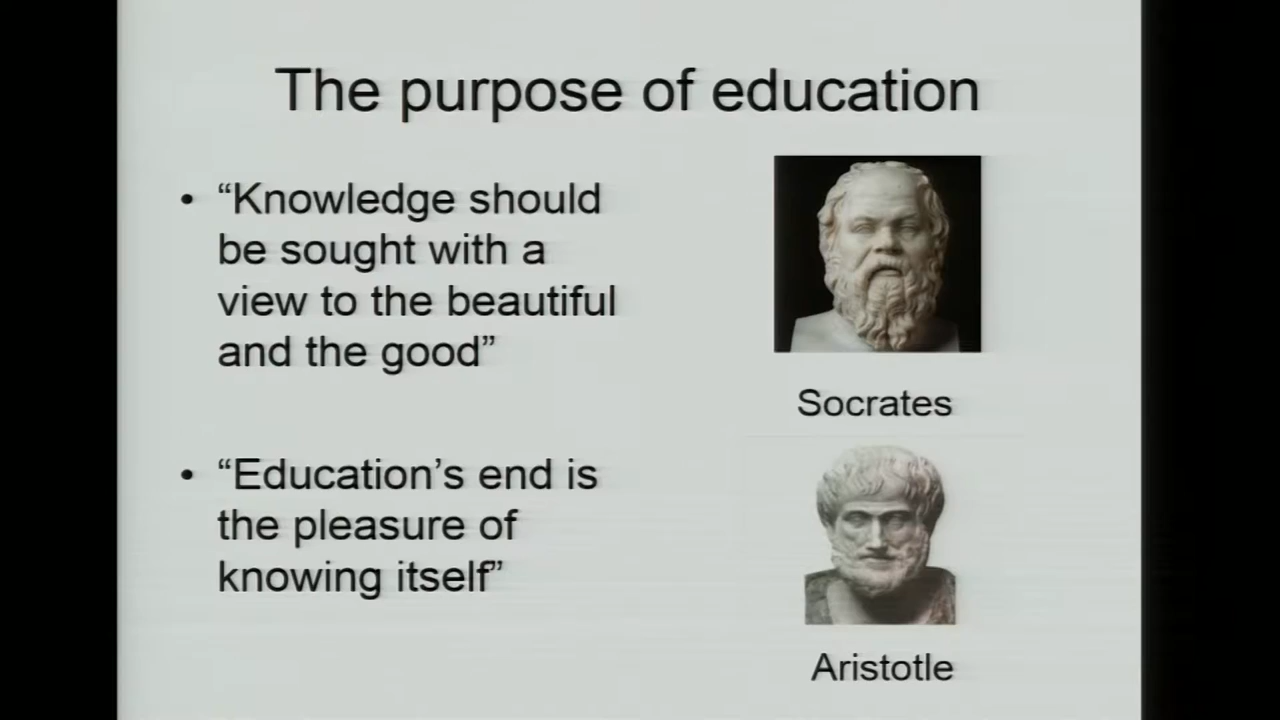 The purpose of education
• “Knowledge should
be sought with a
view to the beautiful
and the good”
Socrates
• “Education’s end is
the pleasure of
knowing itself”
Aristotle